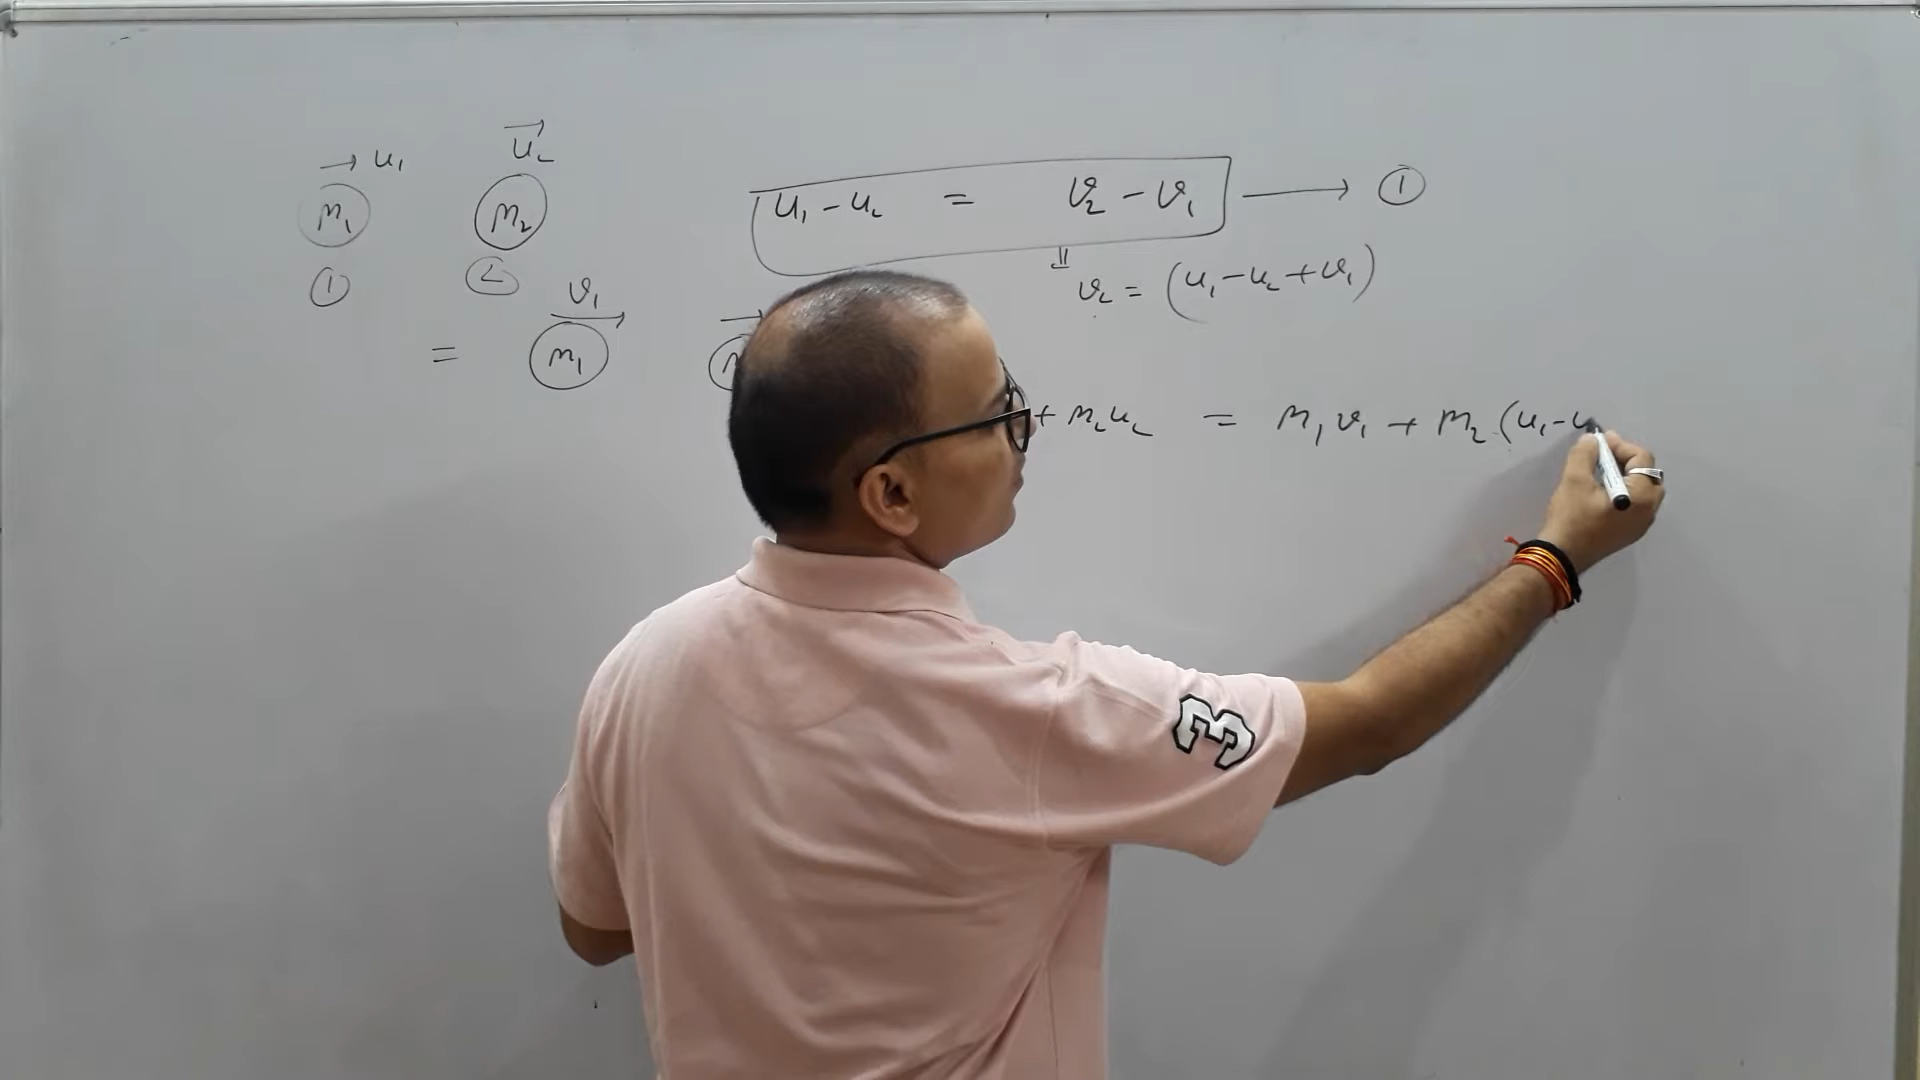 → u₁ u₂
m₁ m₂
① ②
u₁ - u₂ = v₂ - v₁ → ①
⇓
v₂ = (u₁ - u₂ + v₁)
v₁
= m₁
+ m₂u₂ = m₁v₁ + m₂(u₁ - u
3